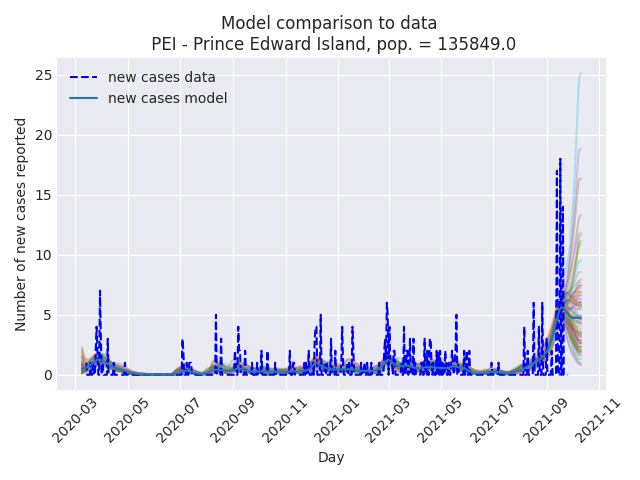 Model comparison to data
PEI - Prince Edward Island, pop. = 135849.0
new cases data
new cases model
Number of new cases reported
25
20
15
10
5
0
2020-03
2020-05
2020-07
2020-09
2020-11
2021-01
2021-03
2021-05
2021-07
2021-09
2021-11
Day